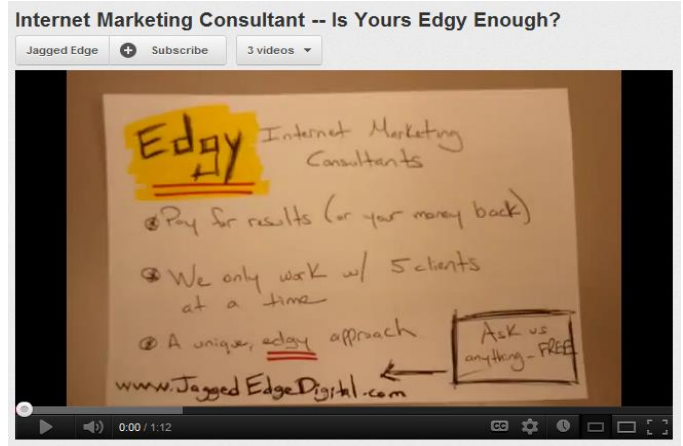 Internet Marketing Consultant -- Is Yours Edgy Enough?
Jagged Edge Subscribe 3 videos
Edgy Internet Marketing
Consultants
Pay for results (or your money back)
We only work w/ 5 clients
at a time
A unique, edgy approach
Ask us
anything - FREE
www.JaggedEdgeDigital.com
0:00 / 1:12
CC